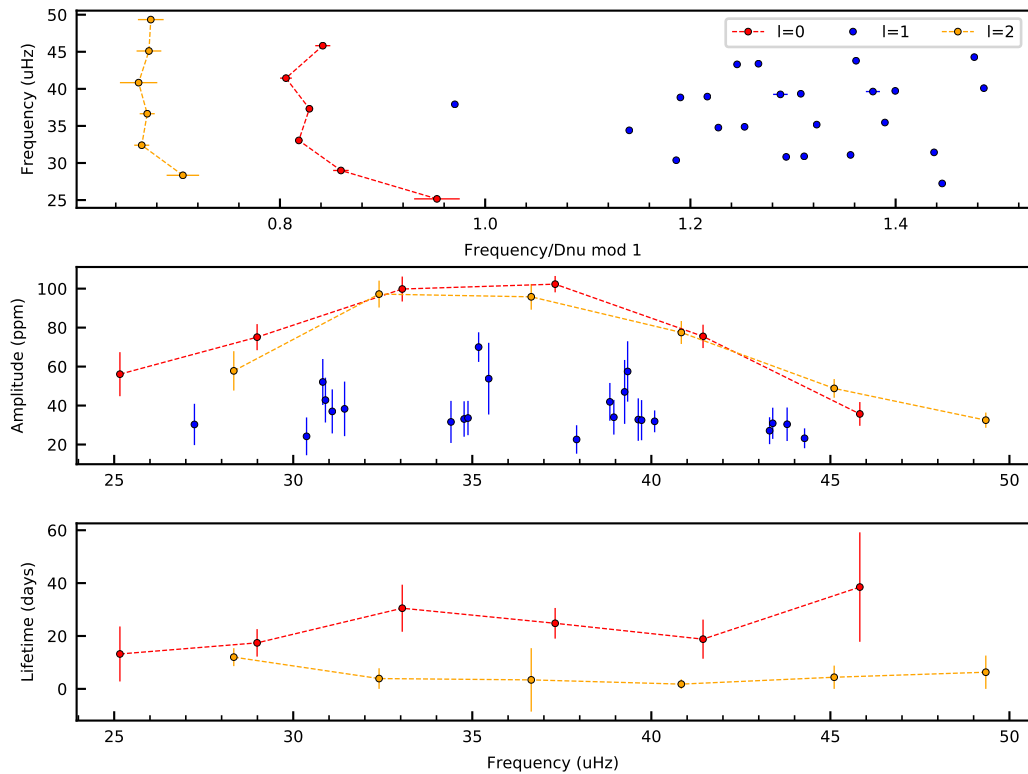 50
45
40
35
30
25
Frequency (uHz)
l=0 l=1 l=2
0.8 1.0 1.2 1.4
Frequency/Dnu mod 1
100
80
60
40
20
Amplitude (ppm)
25 30 35 40 45 50
60
40
20
0
Lifetime (days)
25 30 35 40 45 50
Frequency (uHz)